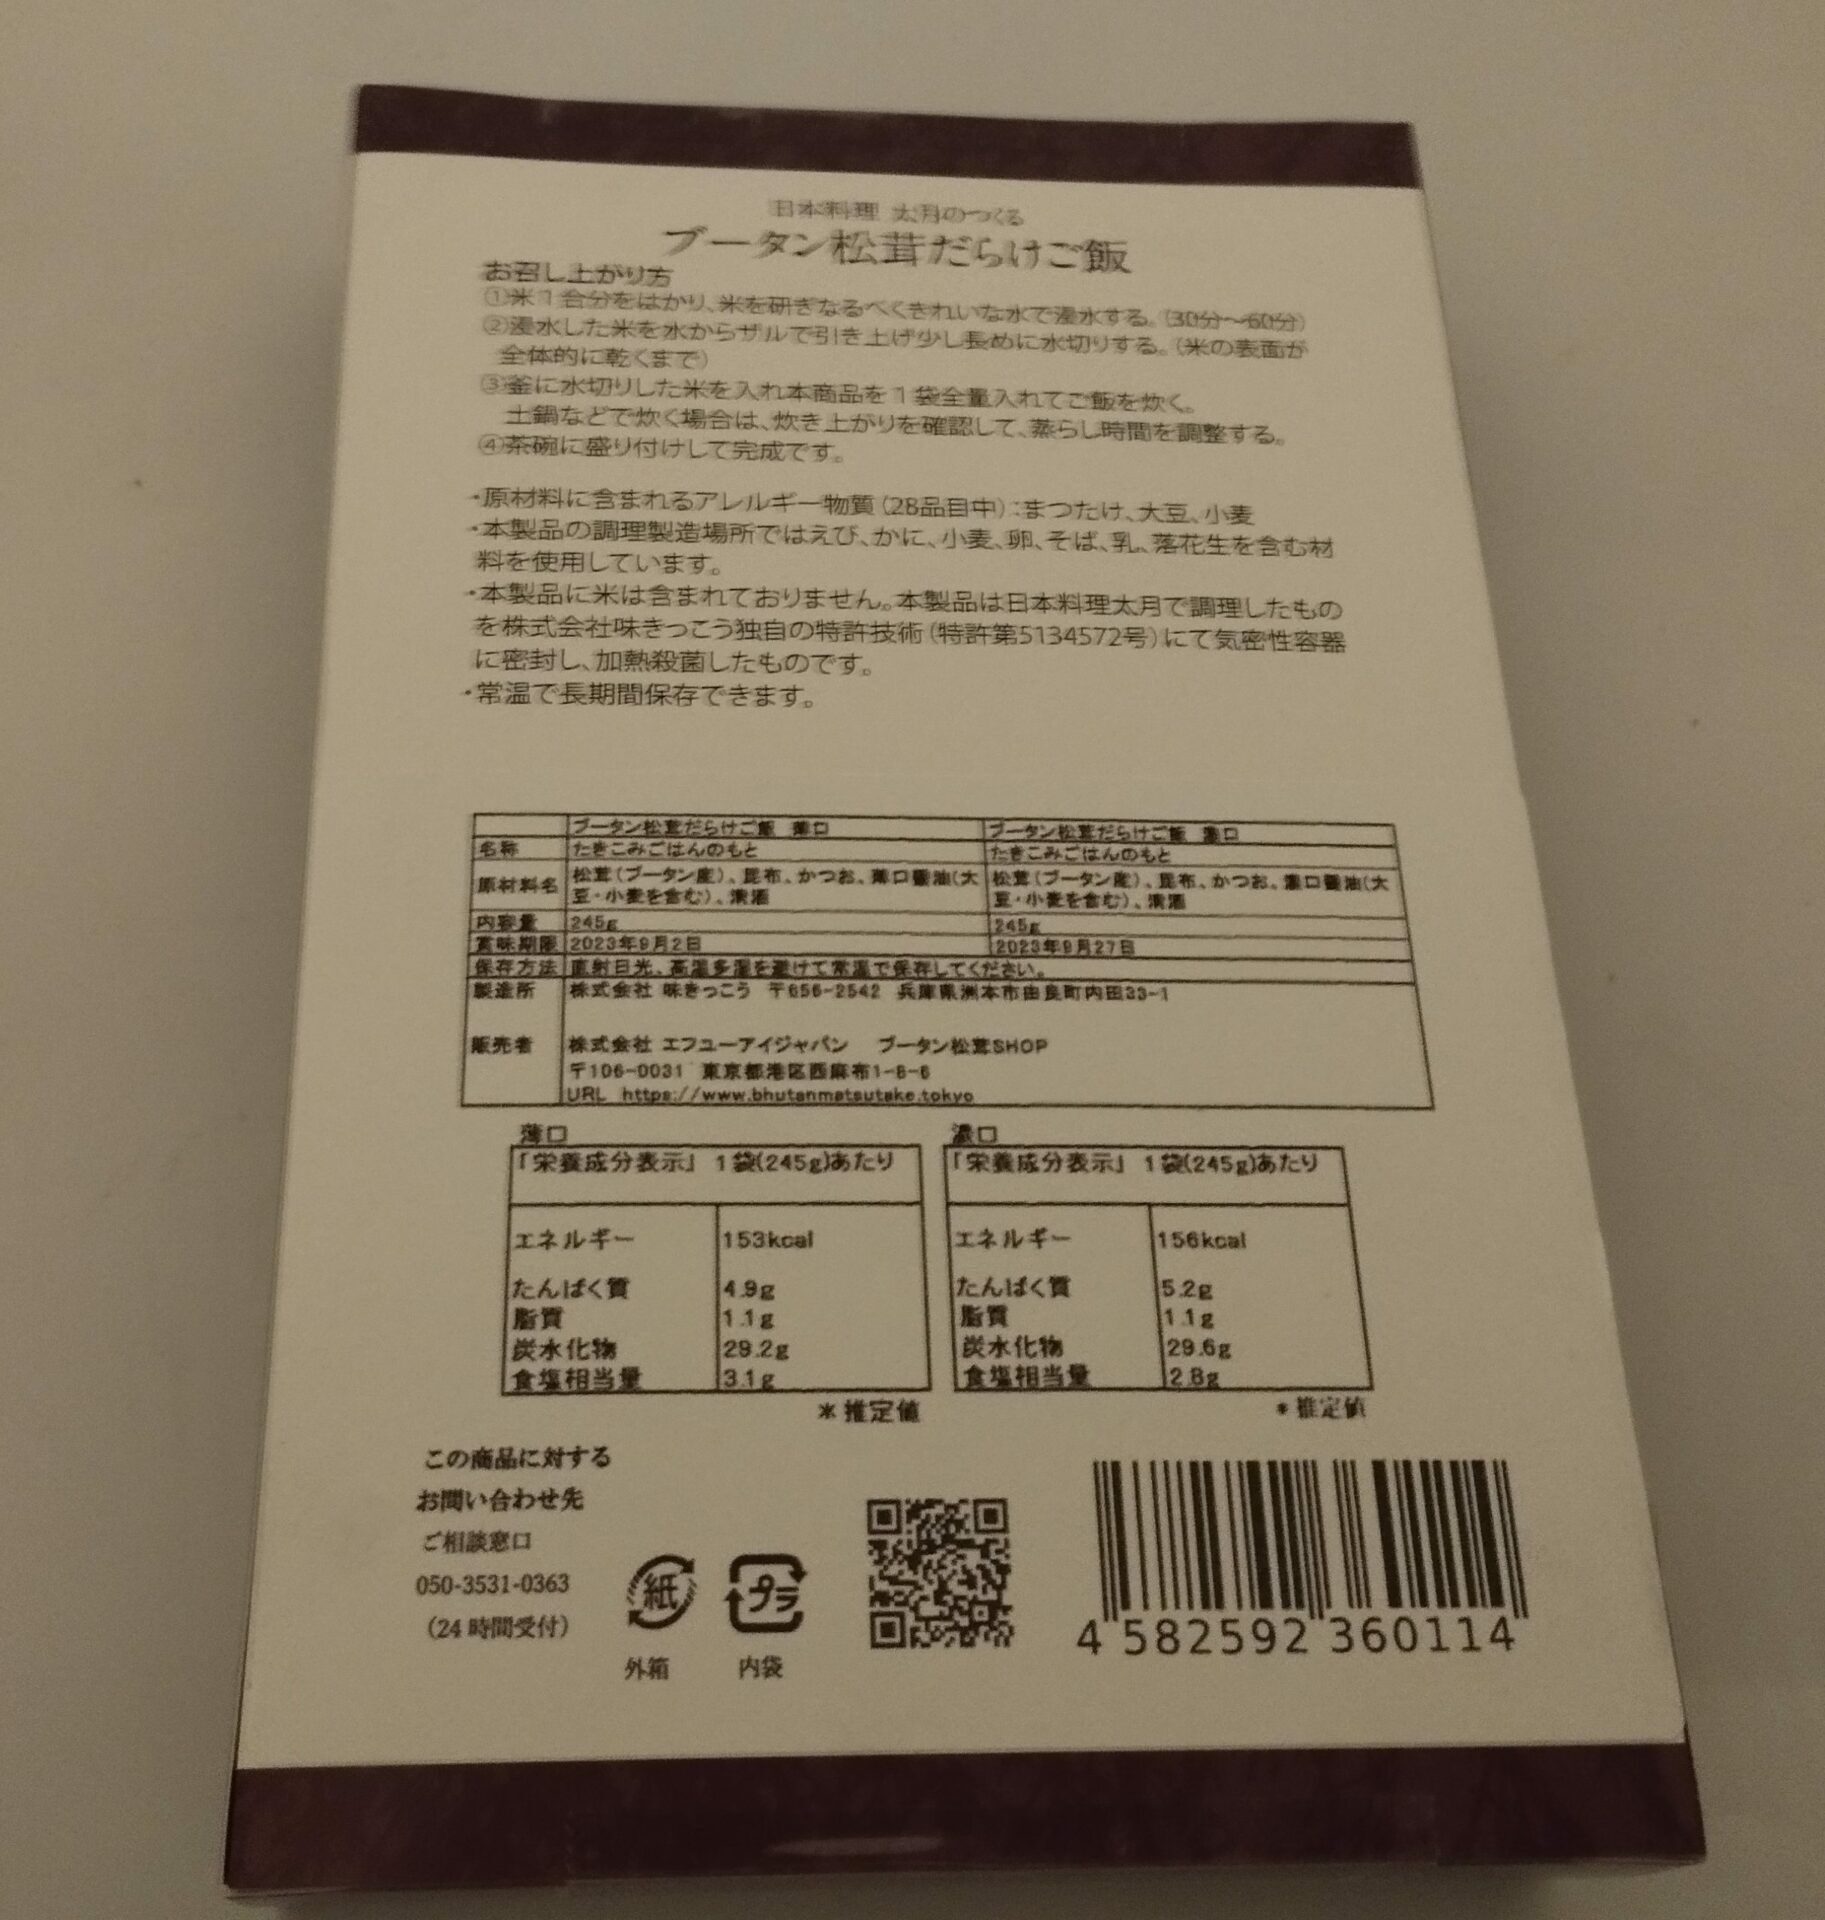 日本料理 太月のつくる
ブータン松茸だらけご飯
お召し上がり方
①米1合分をはかり、米を研ぎなるべくきれいな水で浸水する。(30分〜60分)
②浸水した米を水からザルで引き上げ少し長めに水切りする。(米の表面が
全体的に乾くまで)
③釜に水切りした米を入れ本商品を1袋全量入れてご飯を炊く。
土鍋などで炊く場合は、炊き上がりを確認して、蒸らし時間を調整する。
④茶碗に盛り付けして完成です。
・原材料に含まれるアレルギー物質(28品目中):まつたけ、大豆、小麦
・本製品の調理製造場所ではえび、かに、小麦、卵、そば、乳、落花生を含む材
料を使用しています。
・本製品に米は含まれておりません。本製品は日本料理太月で調理したもの
を株式会社味きっこう独自の特許技術(特許第5134572号)にて気密性容器
に密封し、加熱殺菌したものです。
・常温で長期間保存できます。
ブータン松茸だらけご飯 薄口 ブータン松茸だらけご飯 濃口
名称 たきこみごはんのもと たきこみごはんのもと
原材料名 松茸(ブータン産)、昆布、かつお、薄口醤油(大 松茸(ブータン産)、昆布、かつお、濃口醤油(大
豆・小麦を含む)、清酒 豆・小麦を含む)、清酒
内容量 245g 245g
賞味期限 2023年9月2日 2023年9月27日
保存方法 直射日光、高温多湿を避けて常温で保存してください。
製造所 株式会社 味きっこう 〒656-2542 兵庫県洲本市由良町内田33-1
販売者 株式会社 エフユーアイジャパン ブータン松茸SHOP
〒106-0031 東京都港区西麻布1-8-6
URL https://www.bhutanmatsutake.tokyo
薄口 濃口
「栄養成分表示」 1袋(245g)あたり 「栄養成分表示」 1袋(245g)あたり
エネルギー 153kcal エネルギー 156kcal
たんぱく質 4.9g たんぱく質 5.2g
脂質 1.1g 脂質 1.1g
炭水化物 29.2g 炭水化物 29.6g
食塩相当量 3.1g 食塩相当量 2.8g
＊推定値 ＊推定値
この商品に対する
お問い合わせ先
ご相談窓口
050-3531-0363
(24時間受付)
紙 プラ
外箱 内袋
4 582592 360114